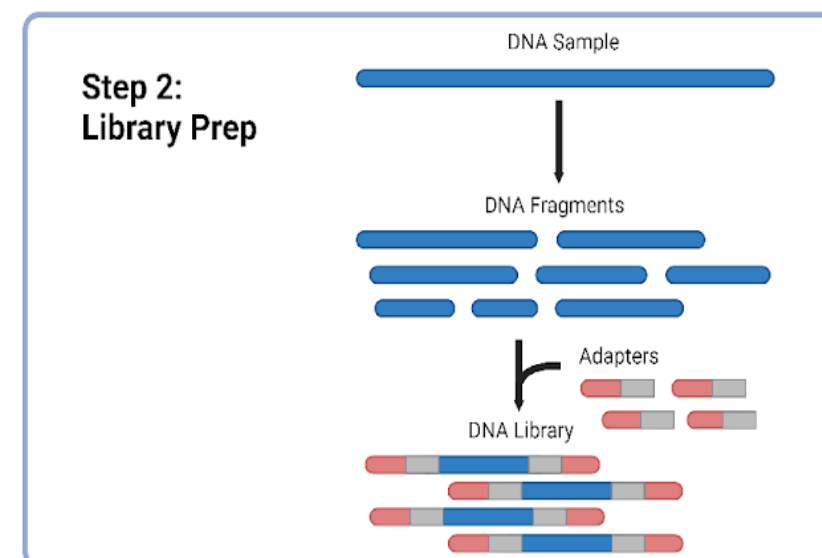 DNA Sample
Step 2:
Library Prep
DNA Fragments
Adapters
DNA Library